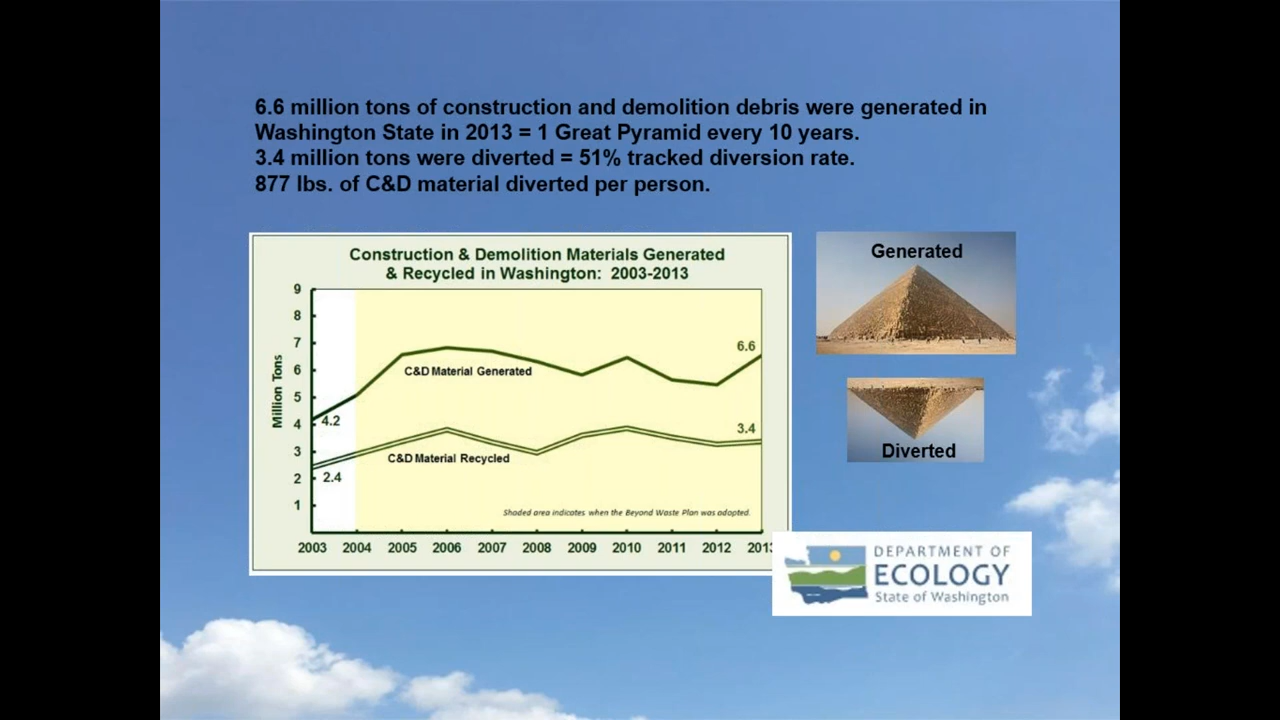 6.6 million tons of construction and demolition debris were generated in
Washington State in 2013 = 1 Great Pyramid every 10 years.
3.4 million tons were diverted = 51% tracked diversion rate.
877 lbs. of C&D material diverted per person.
Construction & Demolition Materials Generated
& Recycled in Washington: 2003-2013
Million Tons
9
8
7
6
5
4
3
2
1
6.6
C&D Material Generated
4.2
3.4
C&D Material Recycled
2.4
Shaded area indicates when the Beyond Waste Plan was adopted.
2003 2004 2005 2006 2007 2008 2009 2010 2011 2012 2013
Generated
Diverted
DEPARTMENT OF
ECOLOGY
State of Washington